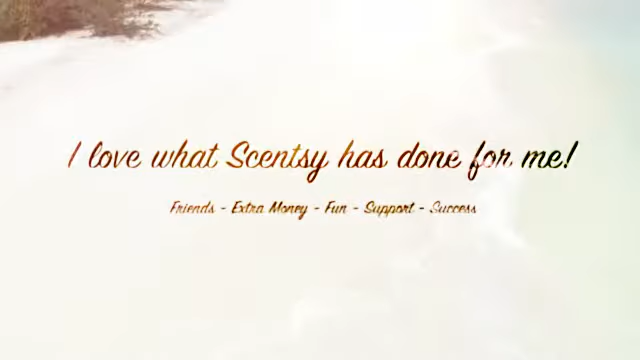 I love what Scentsy has done for me!
Friends - Extra Money - Fun - Support - Success